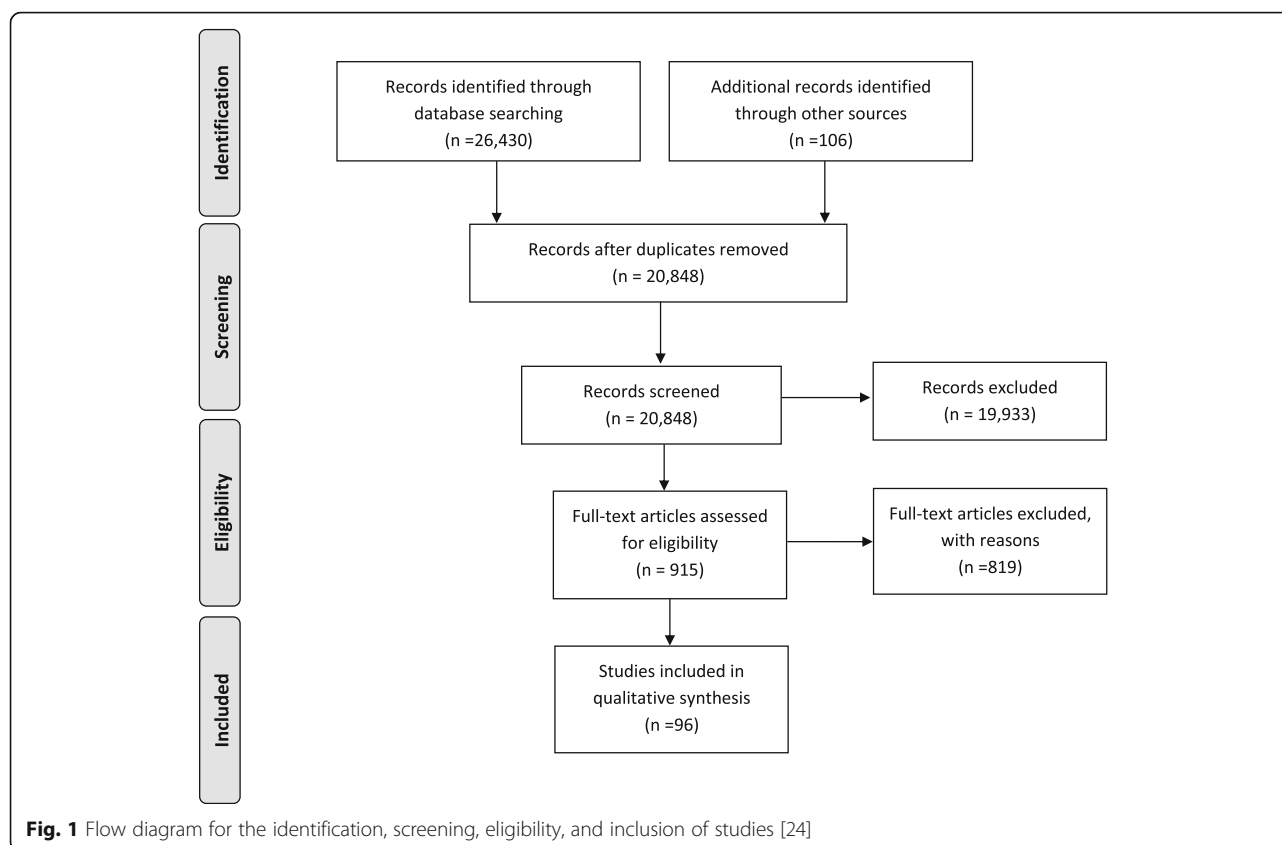 Identification
Records identified through
database searching
(n =26,430)
Additional records identified
through other sources
(n =106)
Screening
Records after duplicates removed
(n = 20,848)
Records screened
(n = 20,848)
Records excluded
(n = 19,933)
Eligibility
Full-text articles assessed
for eligibility
(n = 915)
Full-text articles excluded,
with reasons
(n =819)
Included
Studies included in
qualitative synthesis
(n =96)
Fig. 1 Flow diagram for the identification, screening, eligibility, and inclusion of studies [24]